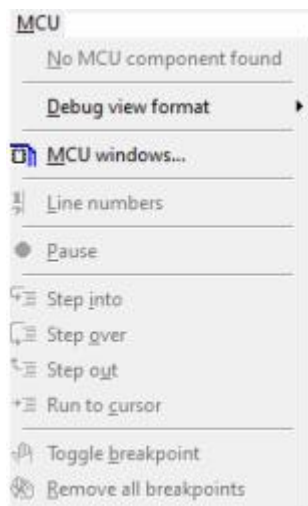 MCU
No MCU component found
Debug view format
MCU windows...
Line numbers
Pause
Step into
Step over
Step out
Run to cursor
Toggle breakpoint
Remove all breakpoints